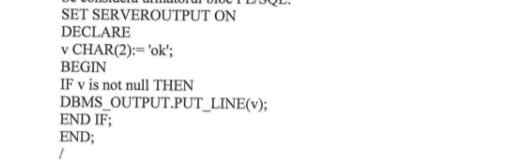 SET SERVEROUTPUT ON
DECLARE
v CHAR(2):= 'ok';
BEGIN
IF v is not null THEN
DBMS_OUTPUT.PUT_LINE(v);
END IF;
END;
/